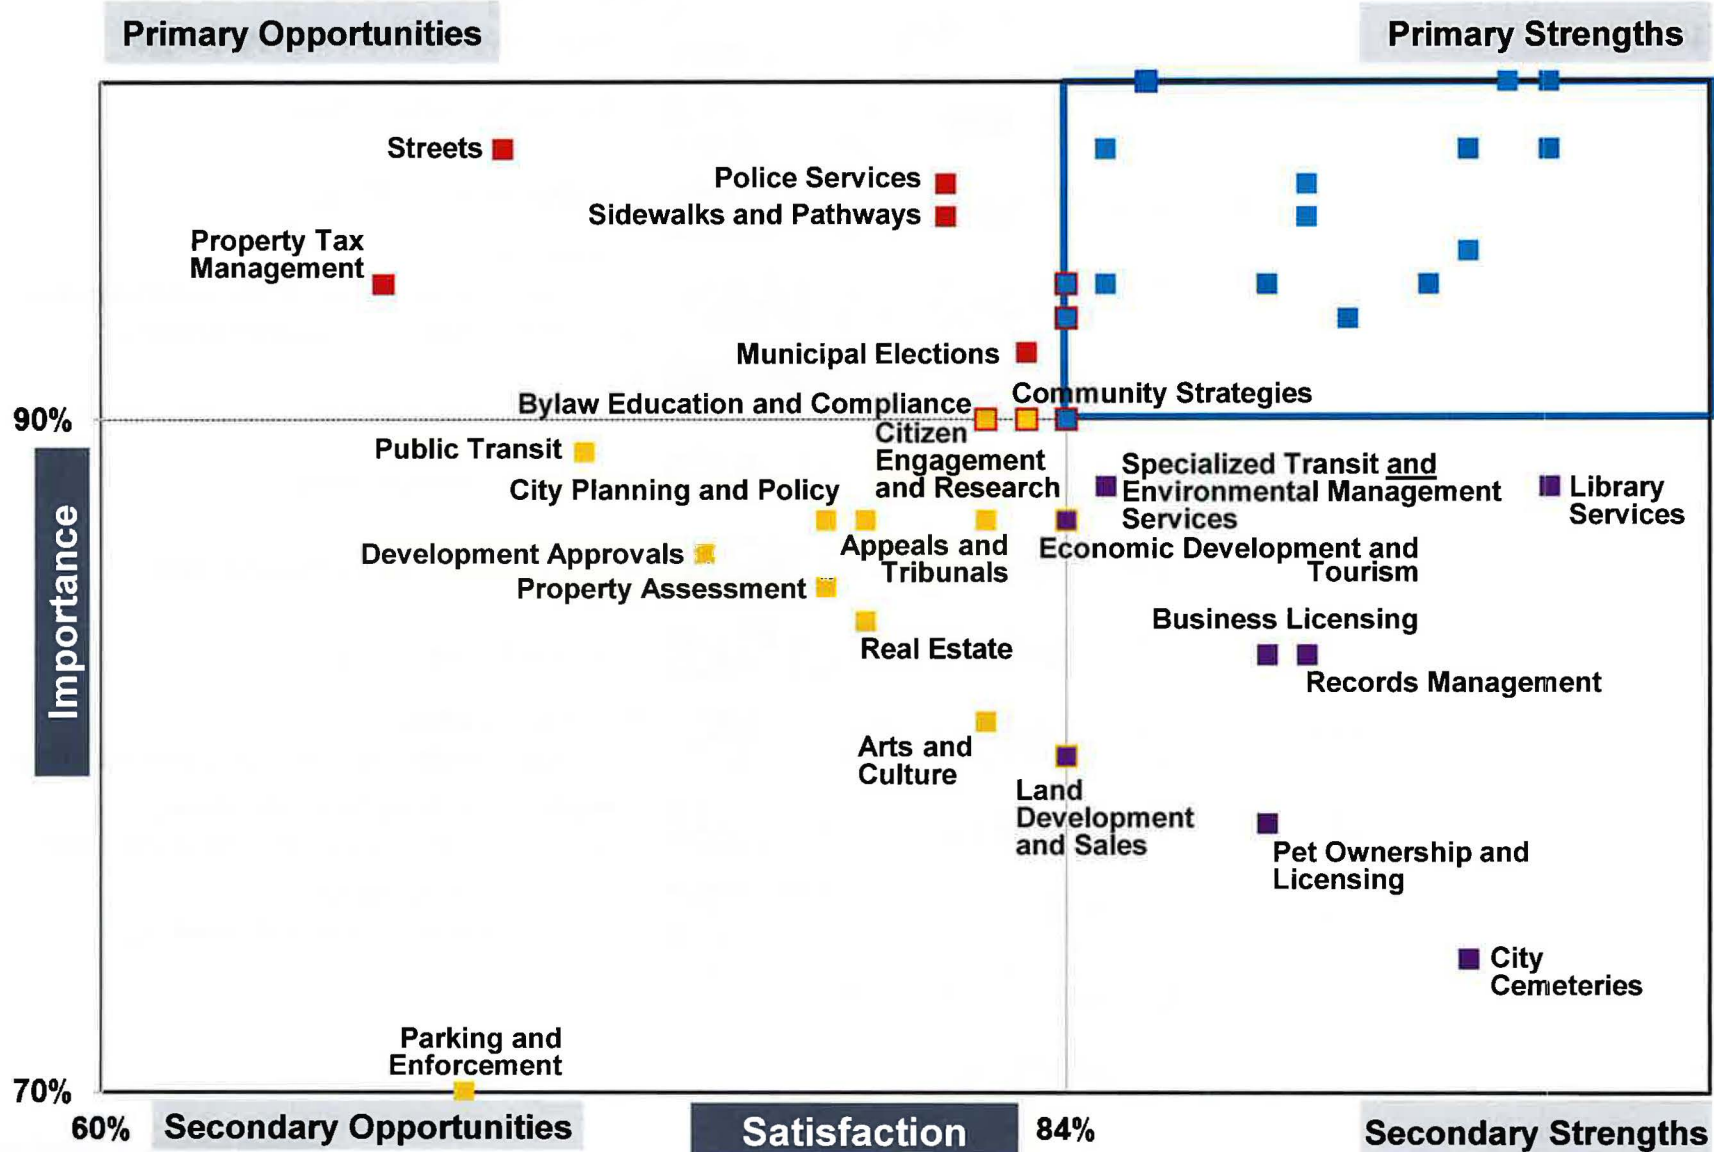 Primary Opportunities
Primary Strengths
Streets
Police Services
Sidewalks and Pathways
Property Tax
Management
Municipal Elections
Community Strategies
Bylaw Education and Compliance
90%
Citizen
Engagement
and Research
Public Transit
City Planning and Policy
Specialized Transit and
Environmental Management
Services
Library
Services
Importance
Development Approvals
Appeals and
Tribunals
Economic Development and
Tourism
Property Assessment
Business Licensing
Real Estate
Records Management
Arts and
Culture
Land
Development
and Sales
Pet Ownership and
Licensing
City
Cemeteries
Parking and
Enforcement
70%
60%
Secondary Opportunities
Satisfaction
84%
Secondary Strengths